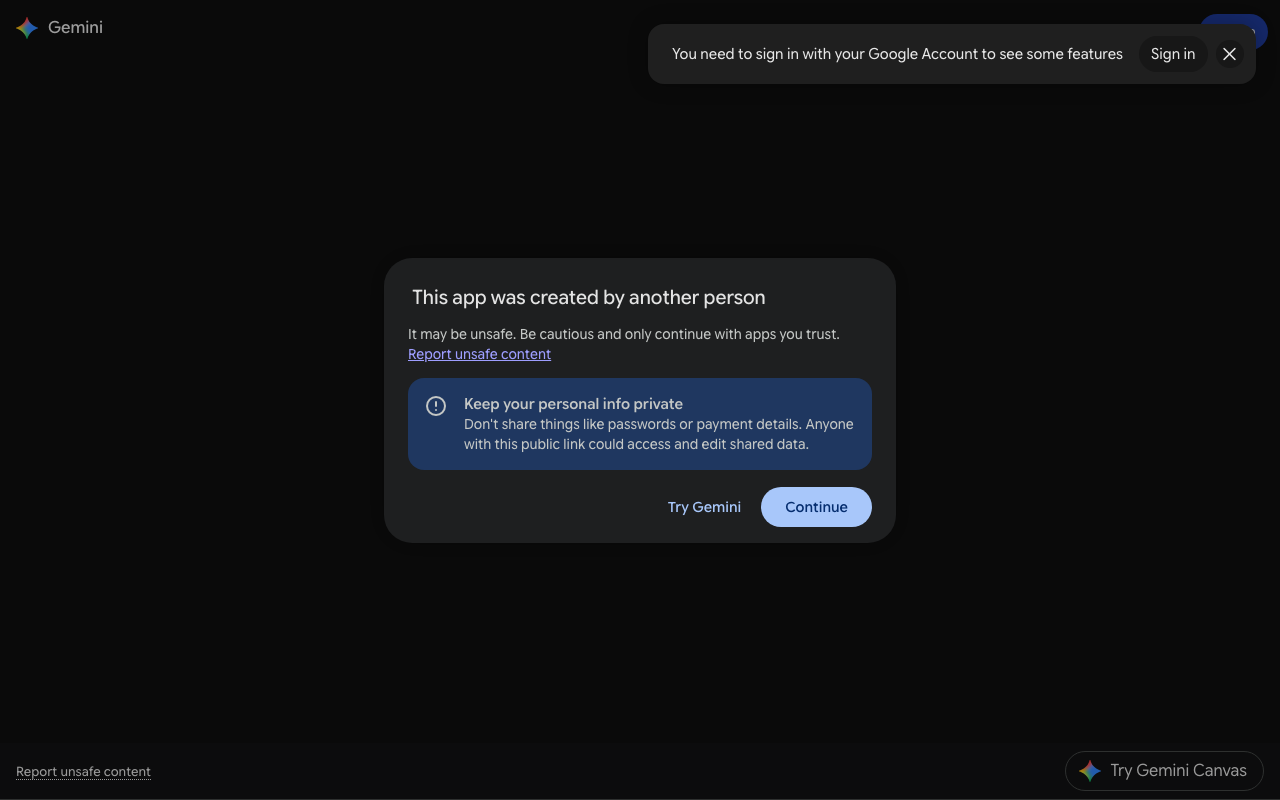 Gemini
You need to sign in with your Google Account to see some features
Sign in
This app was created by another person
It may be unsafe. Be cautious and only continue with apps you trust.
Report unsafe content
Keep your personal info private
Don't share things like passwords or payment details. Anyone
with this public link could access and edit shared data.
Try Gemini
Continue
Report unsafe content
Try Gemini Canvas